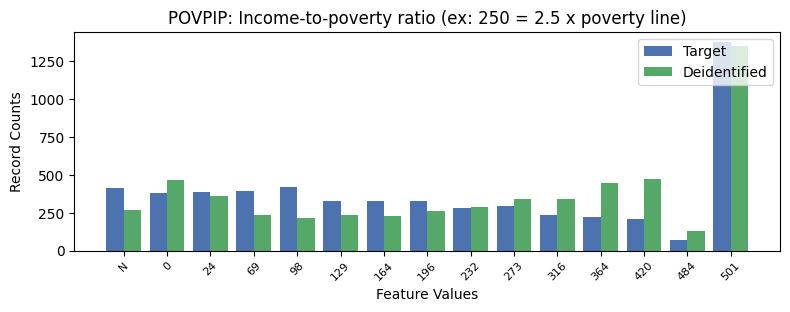 POVPIP: Income-to-poverty ratio (ex: 250 = 2.5 x poverty line)
Target
Deidentified
Record Counts
1250
1000
750
500
250
0
N 0 24 69 98 129 164 196 232 273 316 364 420 484 501
Feature Values